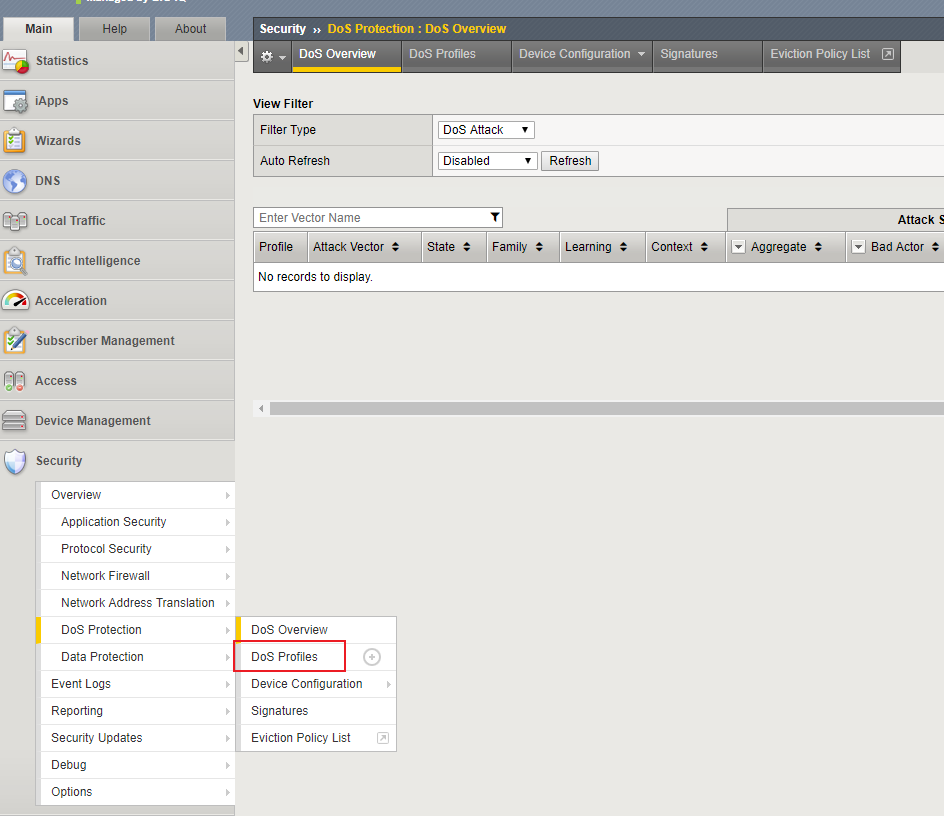 Main Help About
Security ›› DoS Protection : DoS Overview
DoS Overview DoS Profiles Device Configuration Signatures Eviction Policy List
Statistics
iApps
Wizards
DNS
Local Traffic
Traffic Intelligence
Acceleration
Subscriber Management
Access
Device Management
Security
Overview
Application Security
Protocol Security
Network Firewall
Network Address Translation
DoS Protection
Data Protection
Event Logs
Reporting
Security Updates
Debug
Options
DoS Overview
DoS Profiles
Device Configuration
Signatures
Eviction Policy List
View Filter
Filter Type DoS Attack
Auto Refresh Disabled Refresh
Enter Vector Name
Attack S
Profile Attack Vector State Family Learning Context Aggregate Bad Actor
No records to display.